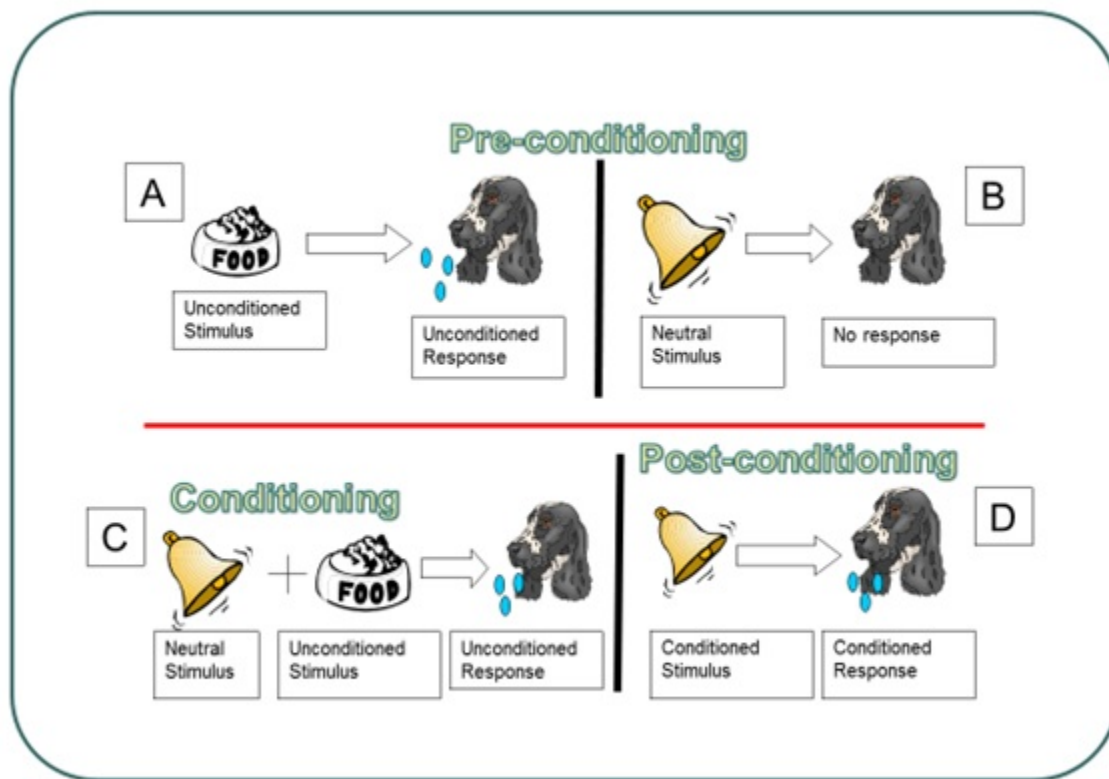 Pre-conditioning
A
FOOD
Unconditioned
Stimulus
Unconditioned
Response
B
Neutral
Stimulus
No response
Conditioning
C
FOOD
Neutral
Stimulus
Unconditioned
Stimulus
Unconditioned
Response
Post-conditioning
D
Conditioned
Stimulus
Conditioned
Response